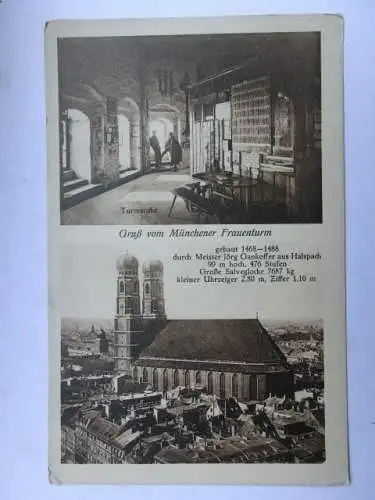 Turmstube
Gruß vom Münchener Frauenturm
gebaut 1468—1488
durch Meister Jörg Gankoffer aus Halspach
99 m hoch. 476 Stufen
Große Salveglocke 7687 kg
kleiner Uhrzeiger 2.80 m, Ziffer 1.10 m